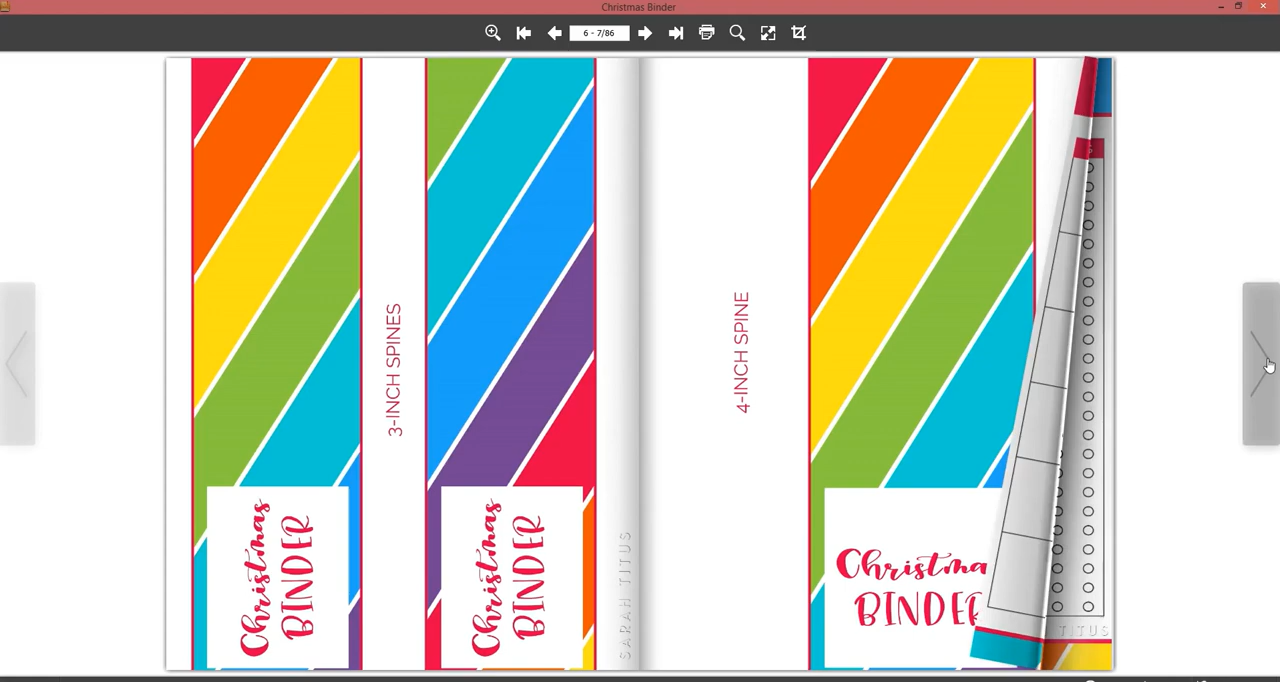 Christmas Binder
6 - 7/86
3-INCH SPINES
Christmas
BINDER
Christmas
BINDER
SARAH TITUS
4-INCH SPINE
Christma
BINDER
TITUS